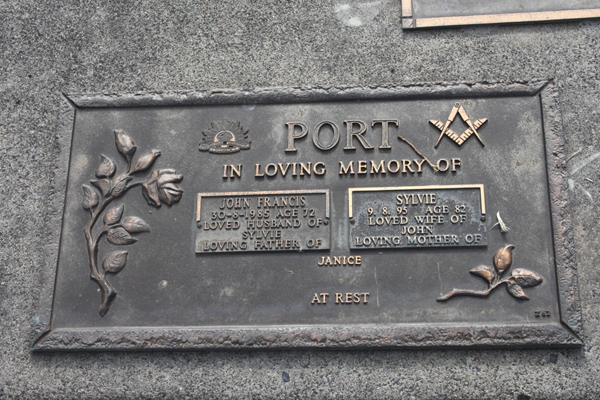 PORT
IN LOVING MEMORY OF
JOHN FRANCIS
30-8-1985 AGE 72
LOVED HUSBAND OF
SYLVIE
LOVING FATHER OF
SYLVIE
9.8.95 AGE 82
LOVED WIFE OF
JOHN
LOVING MOTHER OF
JANICE
AT REST